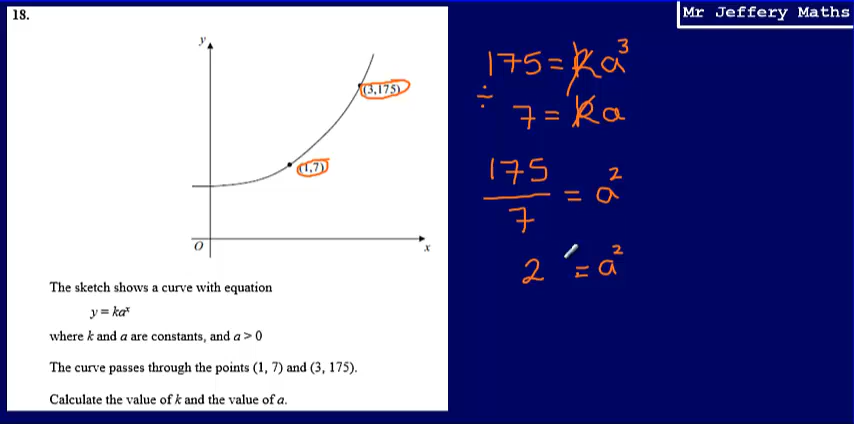 18.
Mr Jeffery Maths
y
(3,175)
(1,7)
O
x
The sketch shows a curve with equation
y = kaˣ
where k and a are constants, and a > 0
The curve passes through the points (1, 7) and (3, 175).
Calculate the value of k and the value of a.
175 = ka³
÷
7 = ka
175
7
= a²
2 = a²